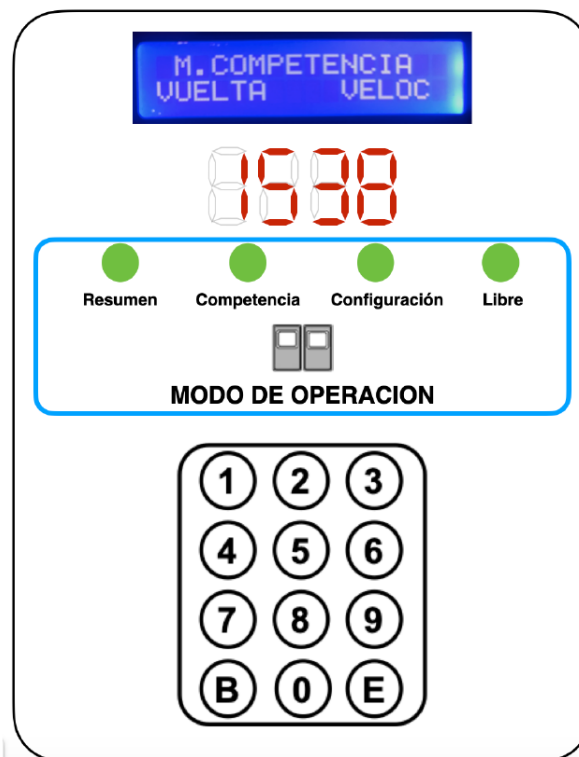 M.COMPETENCIA
VUELTA VELOC
1538
Resumen Competencia Configuración Libre
MODO DE OPERACION
1 2 3
4 5 6
7 8 9
B 0 E